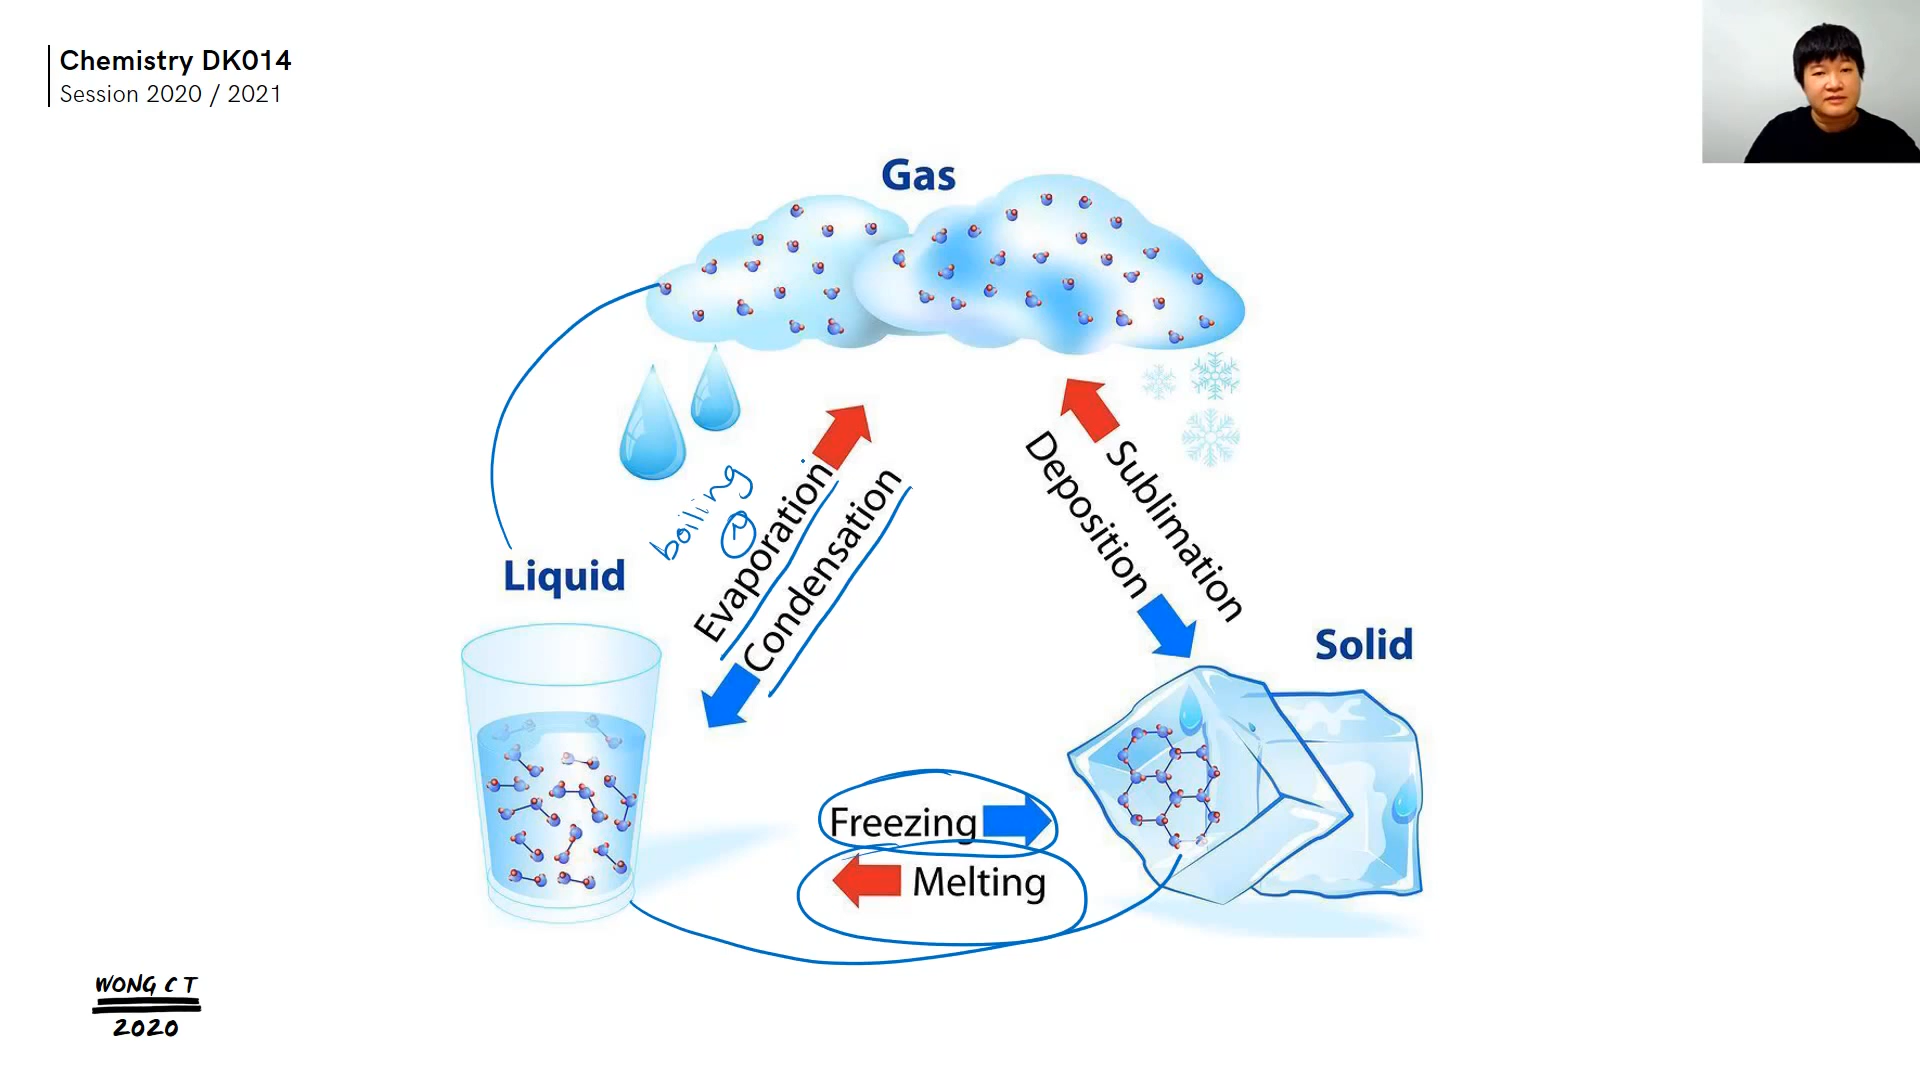 Chemistry DK014
Session 2020 / 2021
Gas
boiling
Evaporation
Condensation
Deposition
Sublimation
Liquid
Solid
Freezing
Melting
WONG C T
2020